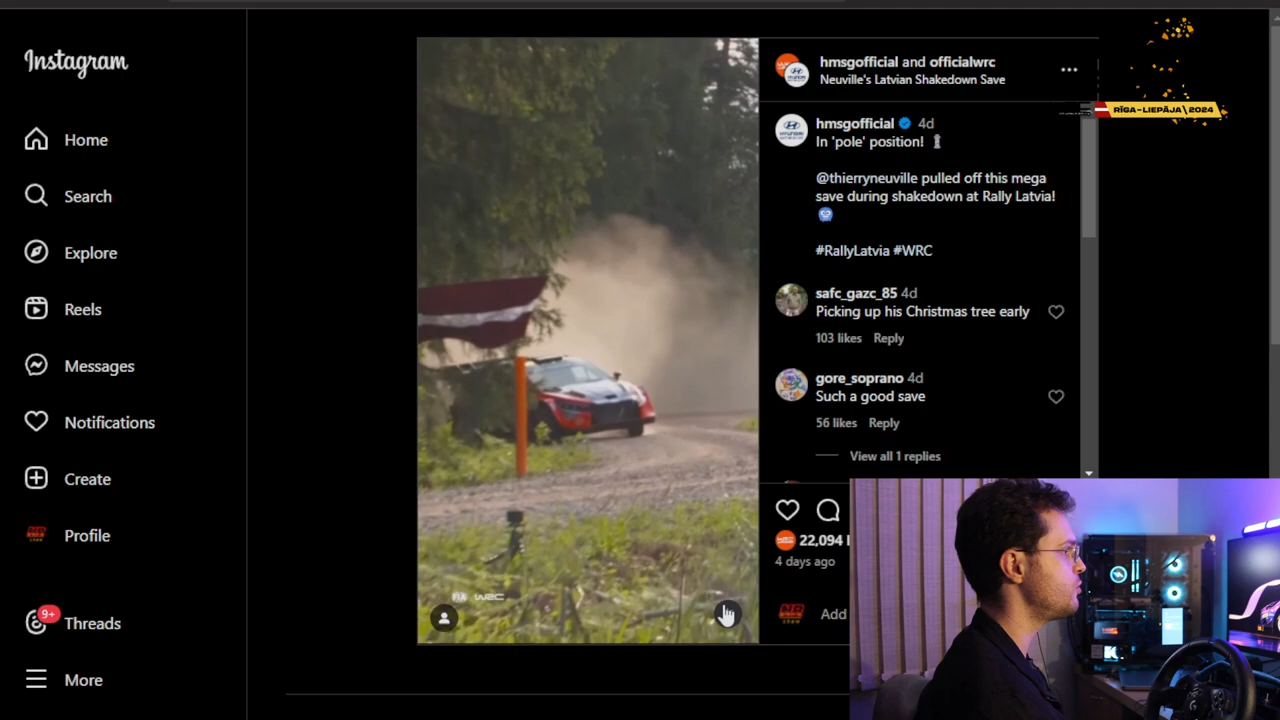 Instagram
Home
Search
Explore
Reels
Messages
Notifications
Create
Profile
9+
Threads
More
FIA WRC
hmsgofficial and officialwrc
Neuville's Latvian Shakedown Save
hmsgofficial 4d
In 'pole' position!
@thierryneuville pulled off this mega
save during shakedown at Rally Latvia!
#RallyLatvia #WRC
safc_gazc_85 4d
Picking up his Christmas tree early
103 likes Reply
gore_soprano 4d
Such a good save
56 likes Reply
View all 1 replies
22,094
4 days ago
Add
RĪGA-LIEPĀJA\2024